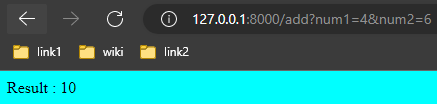 127.0.0.1:8000/add?num1=4&num2=6
link1 wiki link2
Result : 10